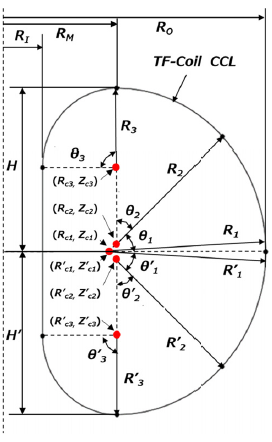 R_O
R_I
R_M
TF-Coil CCL
θ_3
R_3
H
(R_c3, Z_c3)
θ_2
R_2
(R_c2, Z_c2)
θ_1
(R_c1, Z_c1)
R_1
(R'_c1, Z'_c1)
θ'_1
R'_1
(R'_c2, Z'_c2)
θ'_2
H'
(R'_c3, Z'_c3)
R'_2
θ'_3
R'_3